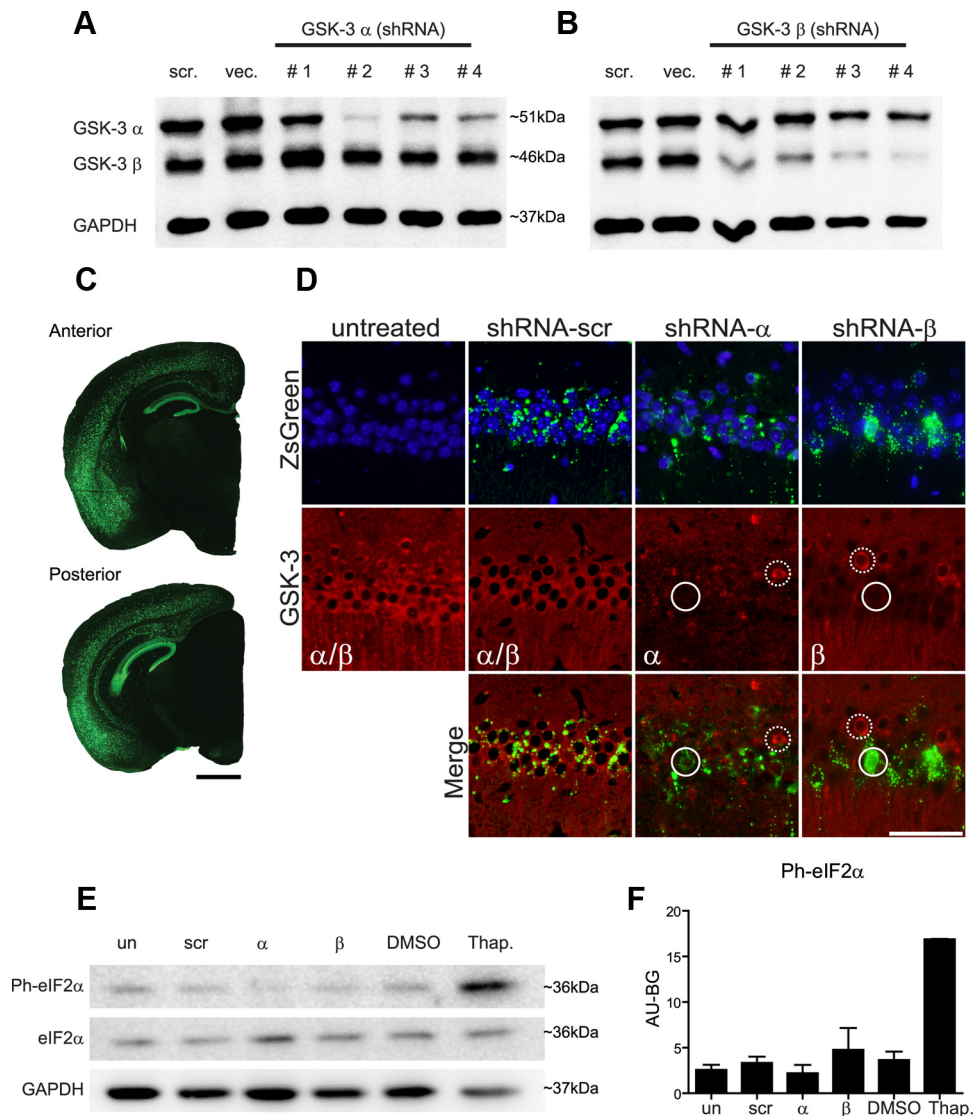 A
GSK-3 α (shRNA)
scr. vec. # 1 # 2 # 3 # 4
GSK-3 α
GSK-3 β
GAPDH
~51kDa
~46kDa
~37kDa
B
GSK-3 β (shRNA)
scr. vec. # 1 # 2 # 3 # 4
C
Anterior
Posterior
D
untreated shRNA-scr shRNA-α shRNA-β
ZsGreen
GSK-3
α/β α/β α β
Merge
E
un scr α β DMSO Thap.
Ph-eIF2α ~36kDa
eIF2α ~36kDa
GAPDH ~37kDa
F
Ph-eIF2α
AU-BG
20
15
10
5
0
un scr α β DMSO Thap.